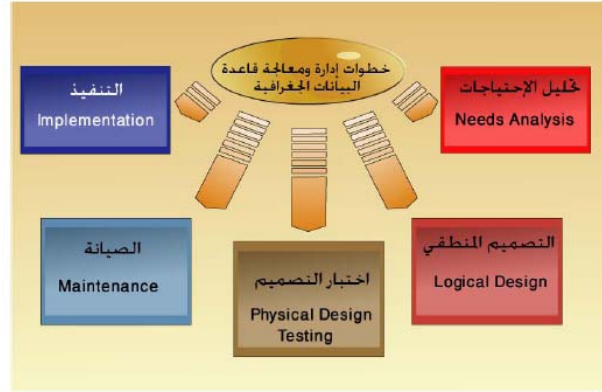 خطوات إدارة ومعالجة قاعدة
البيانات الجغرافية
تحليل الإحتياجات
Needs Analysis
التصميم المنطقي
Logical Design
اختبار التصميم
Physical Design
Testing
الصيانة
Maintenance
التنفيذ
Implementation